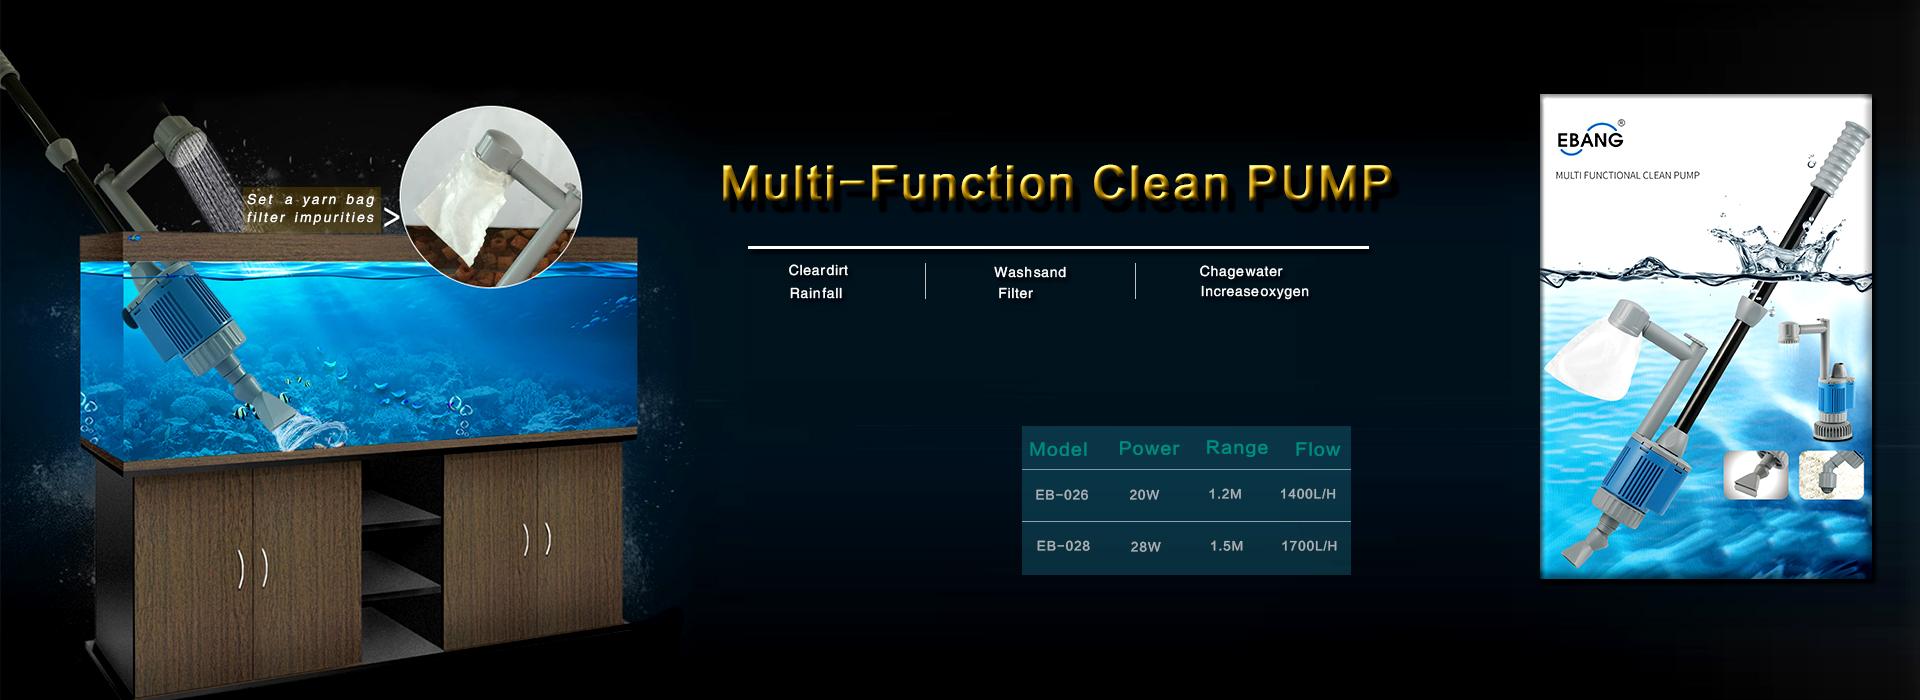 Set a yarn bag
filter impurities
>
Multi-Function Clean PUMP
Cleardirt
Rainfall
Washsand
Filter
Chagewater
Increaseoxygen
Model Power Range Flow
EB-026 20W 1.2M 1400L/H
EB-028 28W 1.5M 1700L/H
EBANG®
MULTI FUNCTIONAL CLEAN PUMP